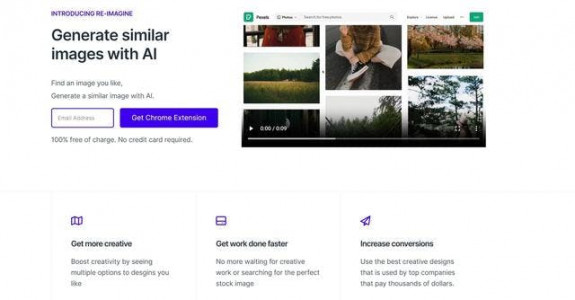 INTRODUCING RE-IMAGINE
Generate similar
images with AI
Find an image you like,
Generate a similar image with AI.
Email Address
Get Chrome Extension
100% free of charge. No credit card required.
Pexels
Photos
Search for free photos
Explore
License
Upload
Join
0:00 / 0:09
Get more creative
Boost creativity by seeing
multiple options to desgins you
like
Get work done faster
No more waiting for creative
work or searching for the perfect
stock image
Increase conversions
Use the best creative designs
that is used by top companies
that pay thousands of dollars.